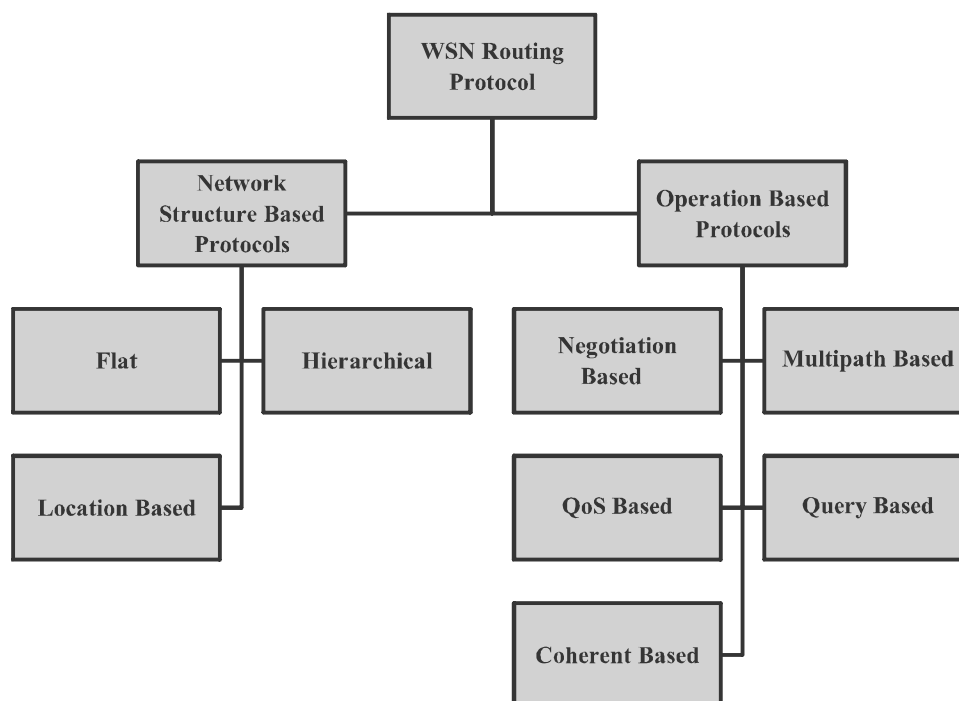 WSN Routing
Protocol
Network
Structure Based
Protocols
Operation Based
Protocols
Flat
Hierarchical
Negotiation
Based
Multipath Based
Location Based
QoS Based
Query Based
Coherent Based